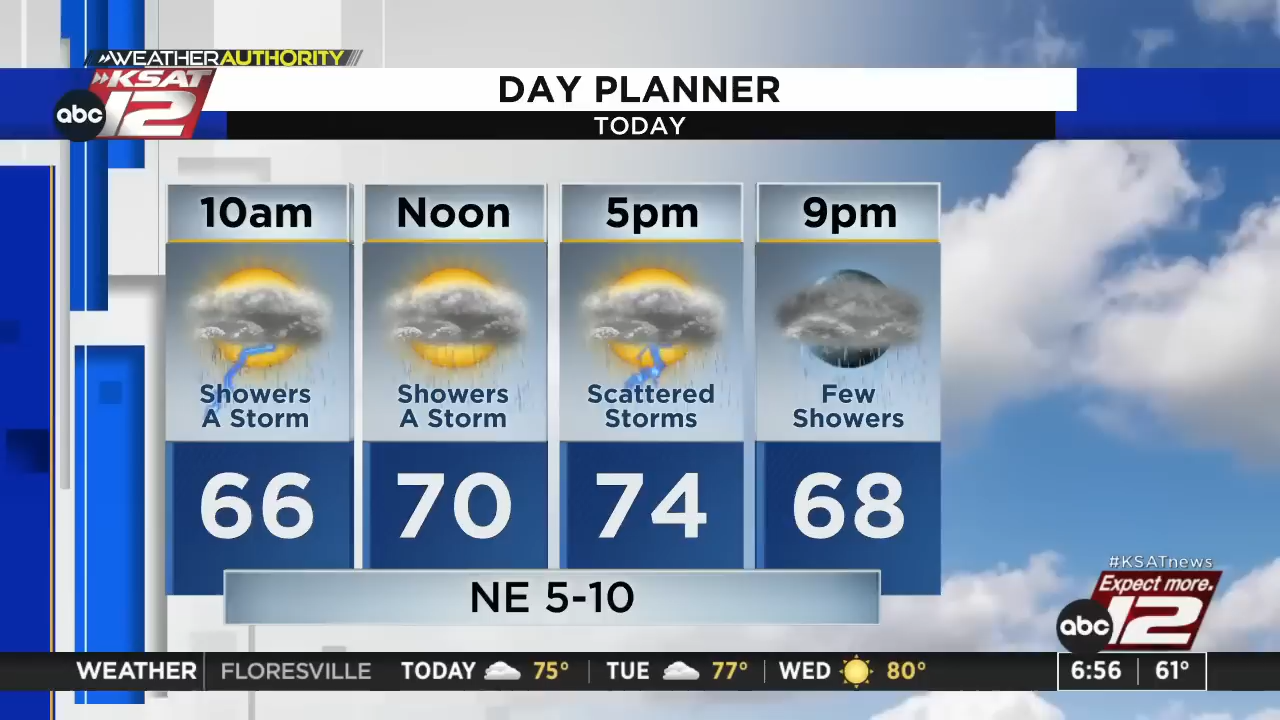 WEATHERAUTHORITY
KSAT
abc 12
DAY PLANNER
TODAY
10am
Noon
5pm
9pm
Showers
A Storm
Showers
A Storm
Scattered
Storms
Few
Showers
66
70
74
68
NE 5-10
#KSATnews
Expect more.
abc 12
WEATHER FLORESVILLE TODAY 75° TUE 77° WED 80° 6:56 61°